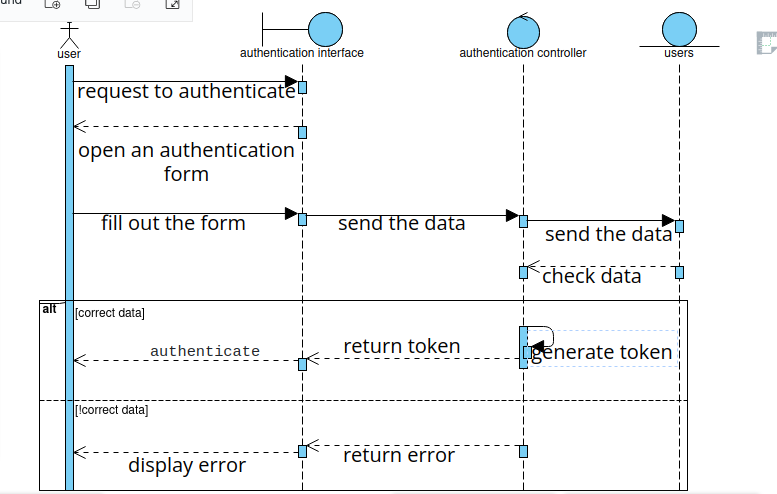 und
user
authentication interface
authentication controller
users
request to authenticate
open an authentication
form
fill out the form
send the data
send the data
check data
alt
[correct data]
authenticate
return token
generate token
[!correct data]
display error
return error